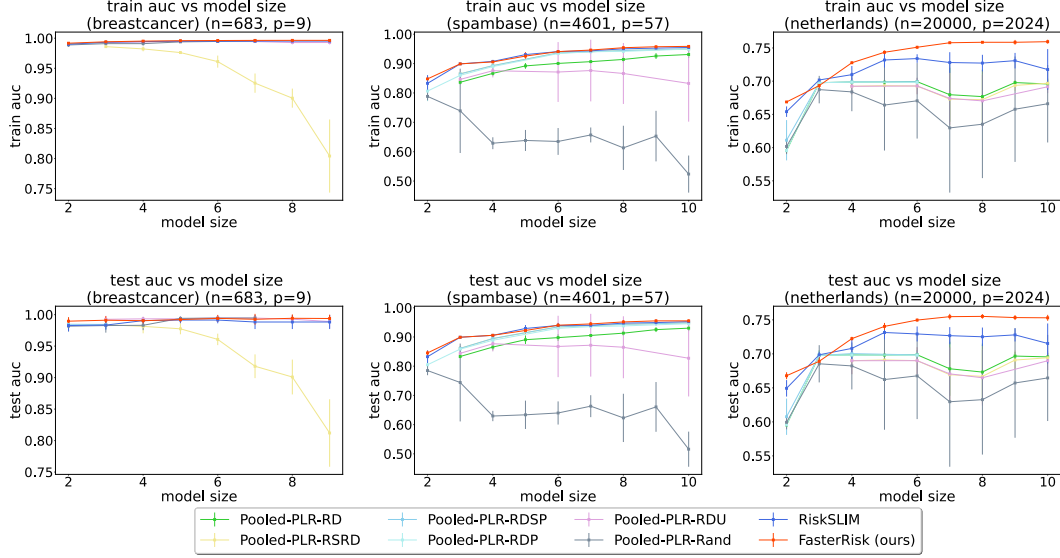 train auc vs model size
(breastcancer) (n=683, p=9)
train auc
1.00
0.95
0.90
0.85
0.80
0.75
2
4
6
8
model size
train auc vs model size
(spambase) (n=4601, p=57)
train auc
1.00
0.90
0.80
0.70
0.60
0.50
2
4
6
8
10
model size
train auc vs model size
(netherlands) (n=20000, p=2024)
train auc
0.75
0.70
0.65
0.60
0.55
2
4
6
8
10
model size
test auc vs model size
(breastcancer) (n=683, p=9)
test auc
1.00
0.95
0.90
0.85
0.80
0.75
2
4
6
8
model size
test auc vs model size
(spambase) (n=4601, p=57)
test auc
1.00
0.90
0.80
0.70
0.60
0.50
2
4
6
8
10
model size
test auc vs model size
(netherlands) (n=20000, p=2024)
test auc
0.75
0.70
0.65
0.60
0.55
2
4
6
8
10
model size
Pooled-PLR-RD
Pooled-PLR-RSRD
Pooled-PLR-RDSP
Pooled-PLR-RDP
Pooled-PLR-RDU
Pooled-PLR-Rand
RiskSLIM
FasterRisk (ours)